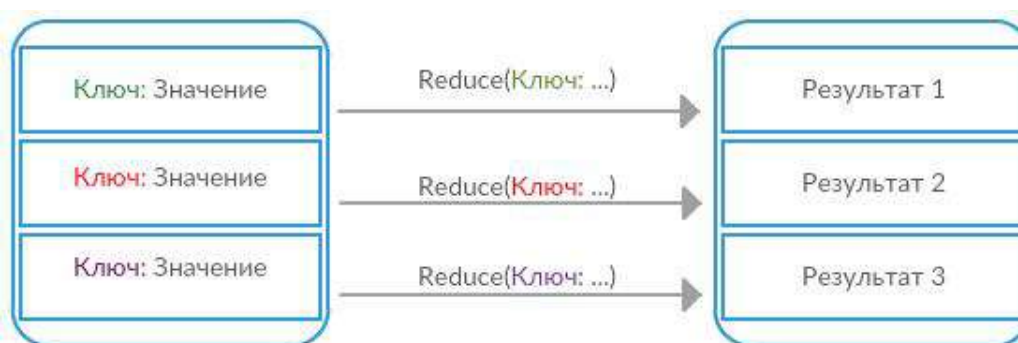 Ключ: Значение
Reduce(Ключ: ...)
Результат 1
Ключ: Значение
Reduce(Ключ: ...)
Результат 2
Ключ: Значение
Reduce(Ключ: ...)
Результат 3